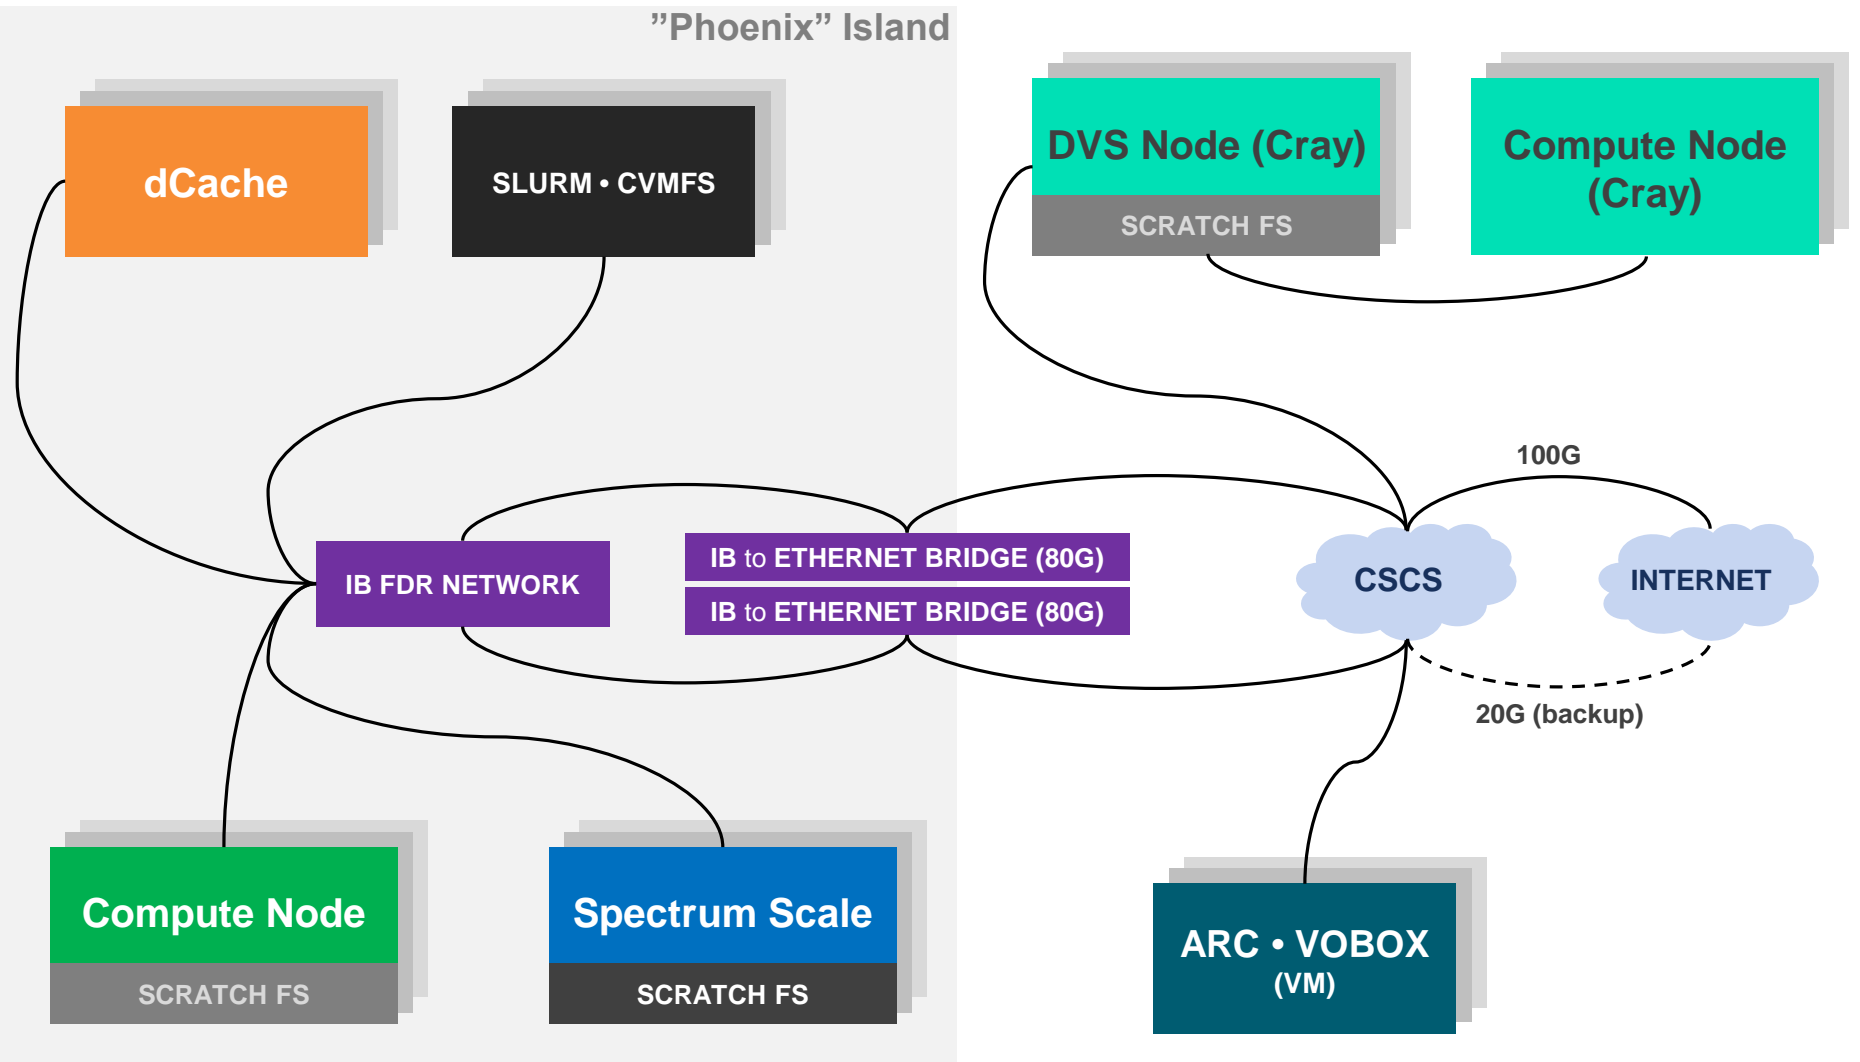 ”Phoenix” Island
dCache
SLURM • CVMFS
DVS Node (Cray)
SCRATCH FS
Compute Node
(Cray)
100G
IB FDR NETWORK
IB to ETHERNET BRIDGE (80G)
IB to ETHERNET BRIDGE (80G)
CSCS
INTERNET
20G (backup)
Compute Node
SCRATCH FS
Spectrum Scale
SCRATCH FS
ARC • VOBOX
(VM)